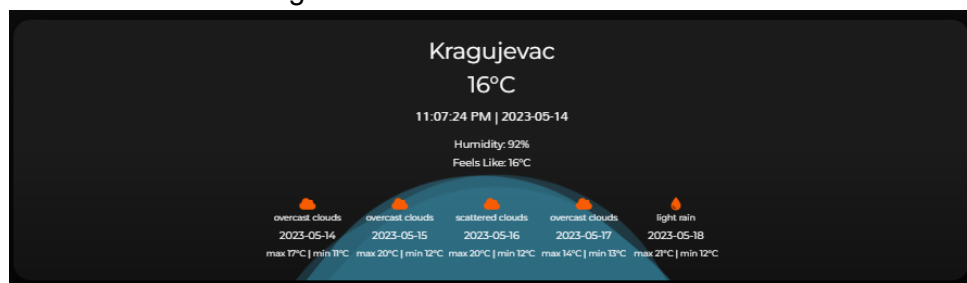 Kragujevac
16°C
11:07:24 PM | 2023-05-14
Humidity: 92%
Feels Like: 16°C
overcast clouds overcast clouds scattered clouds overcast clouds light rain
2023-05-14 2023-05-15 2023-05-16 2023-05-17 2023-05-18
max 17°C | min 11°C max 20°C | min 12°C max 20°C | min 12°C max 14°C | min 13°C max 21°C | min 12°C